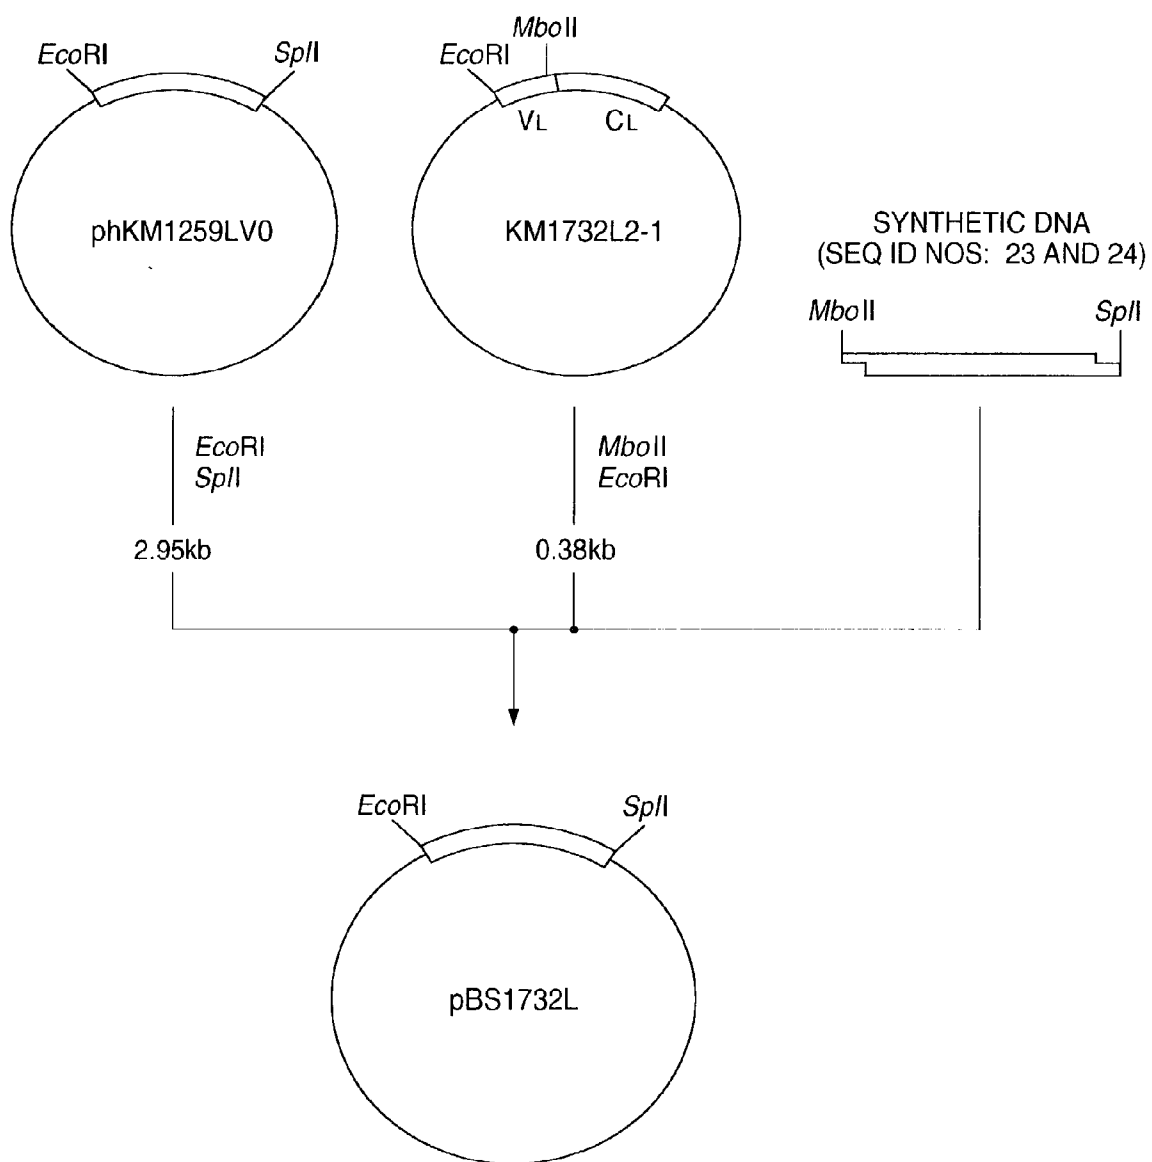 EcoRI
SplI
MboII
EcoRI
VL
CL
phKM1259LV0
KM1732L2-1
SYNTHETIC DNA
(SEQ ID NOS: 23 AND 24)
MboII
SplI
EcoRI
SplI
MboII
EcoRI
2.95kb
0.38kb
EcoRI
SplI
pBS1732L